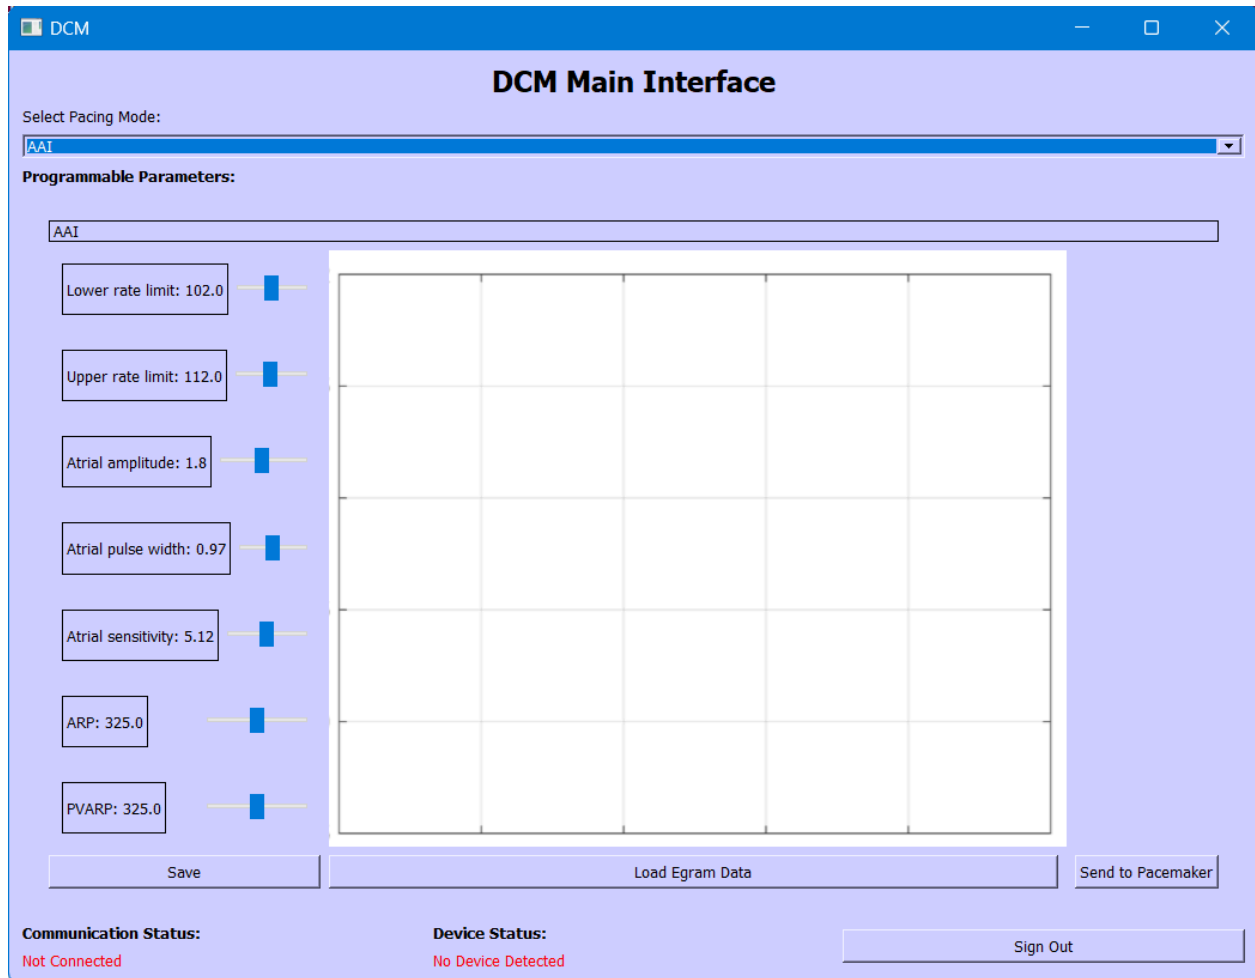 DCM
DCM Main Interface
Select Pacing Mode:
AAI
Programmable Parameters:
AAI
Lower rate limit: 102.0
Upper rate limit: 112.0
Atrial amplitude: 1.8
Atrial pulse width: 0.97
Atrial sensitivity: 5.12
ARP: 325.0
PVARP: 325.0
Save
Load Egram Data
Send to Pacemaker
Communication Status:
Not Connected
Device Status:
No Device Detected
Sign Out